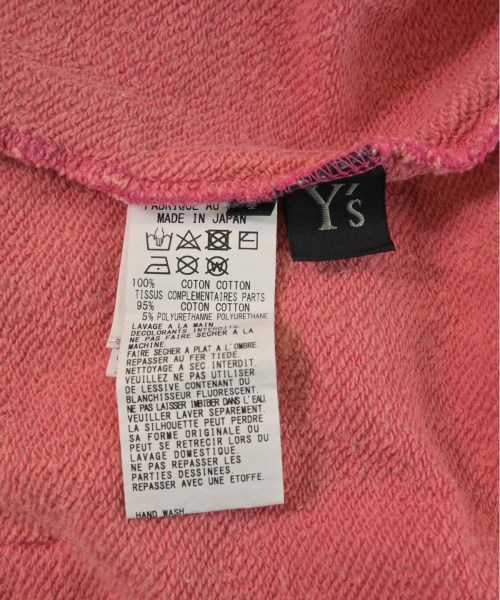 FABRIQUE AU
MADE IN JAPAN
Y's
100% COTON COTTON
TISSUS COMPLEMENTAIRES PARTS
95% COTON COTTON
5% POLYURETHANNE POLYURETHANE
LAVAGE A LA MAIN.
DECOLORANTS INTERDITS.
NE PAS FAIRE SECHER A LA
MACHINE.
FAIRE SECHER A PLAT A L'OMBRE.
REPASSER AU FER TIEDE.
NETTOYAGE A SEC INTERDIT.
VEUILLEZ NE PAS UTILISER
DE LESSIVE CONTENANT DU
BLANCHISSEUR FLUORESCENT.
NE PAS LAISSER IMBIBER DANS L'EAU.
VEUILLER LAVER SEPAREMENT.
LA SILHOUETTE PEUT PERDRE
SA FORME ORIGINALE OU
PEUT SE RETRECIR LORS DU
LAVAGE DOMESTIQUE.
NE PAS REPASSER LES
PARTIES DESSINEES.
REPASSER AVEC UNE ETOFFE.
HAND WASH